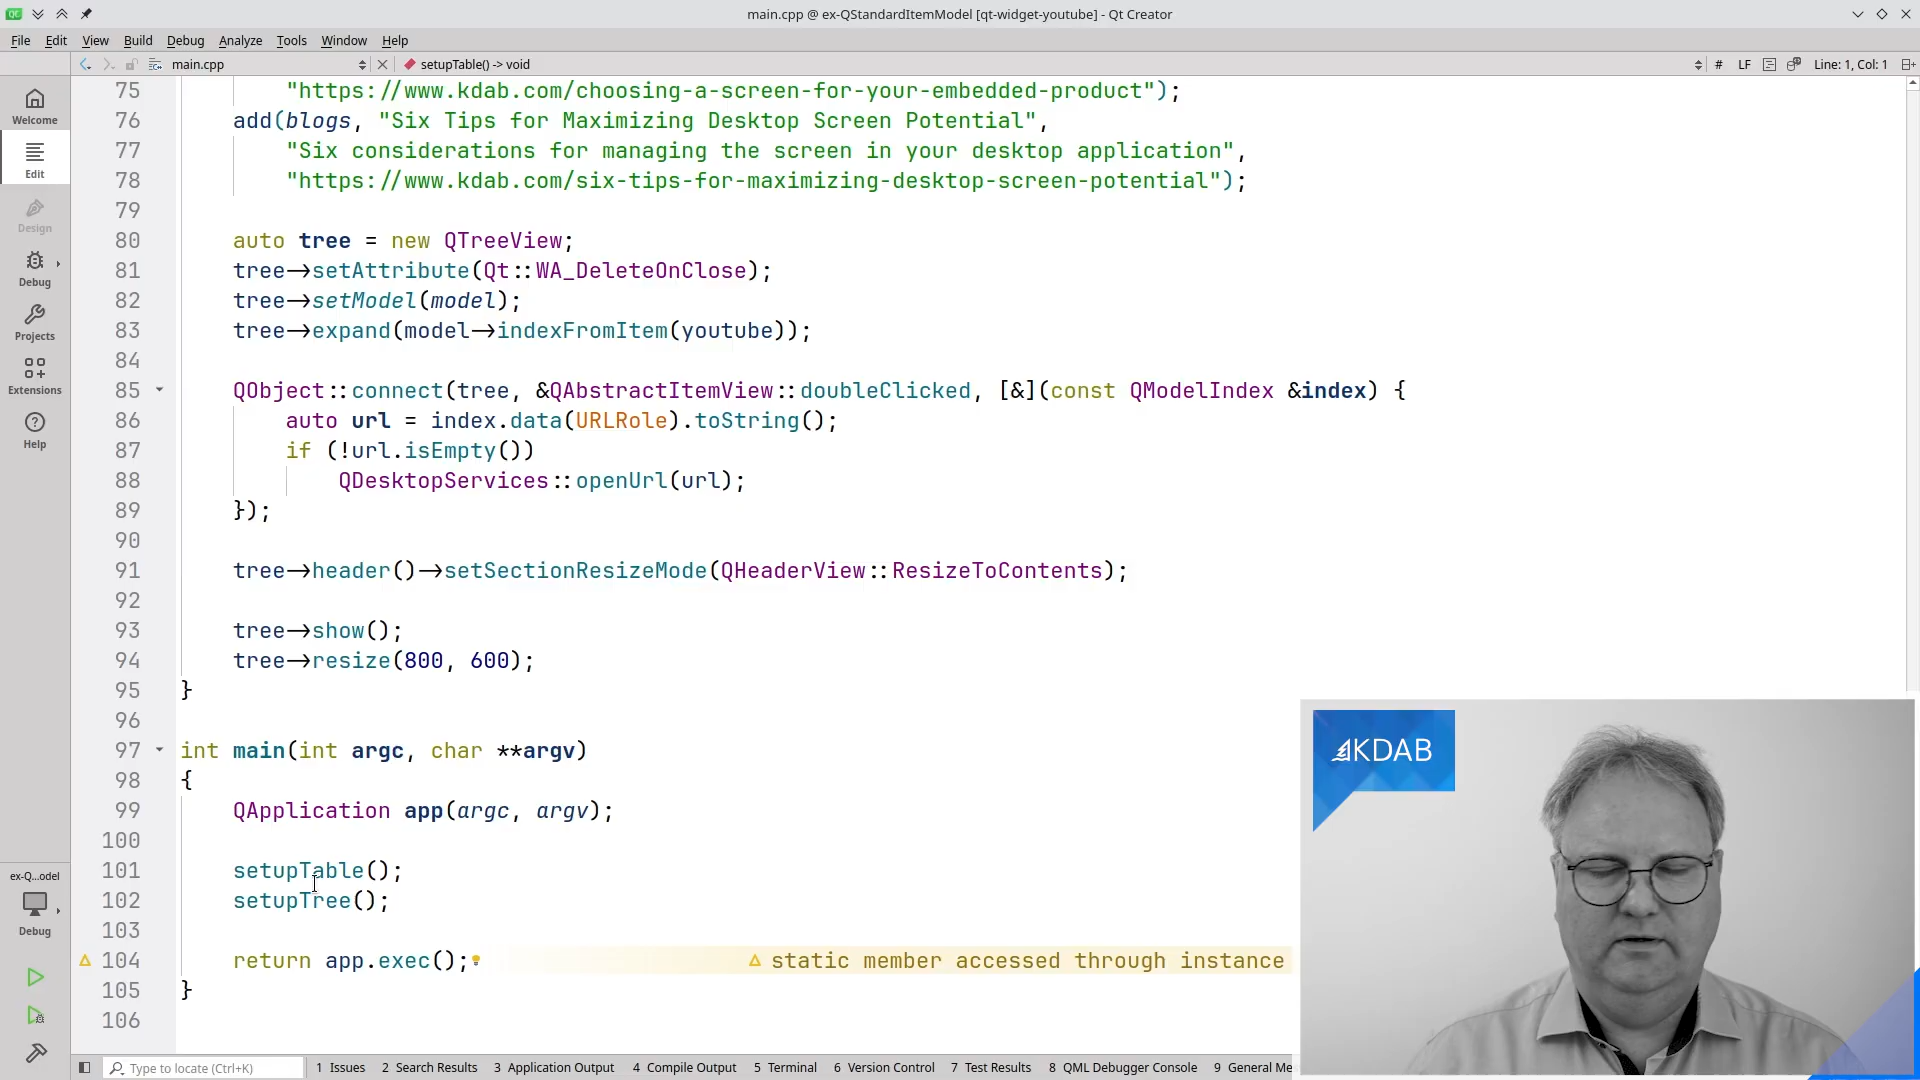 main.cpp @ ex-QStandardItemModel [qt-widget-youtube] - Qt Creator
File Edit View Build Debug Analyze Tools Window Help
main.cpp setupTable() -> void # LF Line: 1, Col: 1
Welcome
Edit
Design
Debug
Projects
Extensions
Help
75 "https://www.kdab.com/choosing-a-screen-for-your-embedded-product");
76 add(blogs, "Six Tips for Maximizing Desktop Screen Potential",
77 "Six considerations for managing the screen in your desktop application",
78 "https://www.kdab.com/six-tips-for-maximizing-desktop-screen-potential");
79
80 auto tree = new QTreeView;
81 tree->setAttribute(Qt::WA_DeleteOnClose);
82 tree->setModel(model);
83 tree->expand(model->indexFromItem(youtube));
84
85 QObject::connect(tree, &QAbstractItemView::doubleClicked, [&](const QModelIndex &index) {
86 auto url = index.data(URLRole).toString();
87 if (!url.isEmpty())
88 QDesktopServices::openUrl(url);
89 });
90
91 tree->header()->setSectionResizeMode(QHeaderView::ResizeToContents);
92
93 tree->show();
94 tree->resize(800, 600);
95 }
96
97 int main(int argc, char **argv)
98 {
99 QApplication app(argc, argv);
100
101 setupTable();
102 setupTree();
103
104 return app.exec(); static member accessed through instance
105 }
106
KDAB
ex-Q...odel
Debug
Type to locate (Ctrl+K) 1 Issues 2 Search Results 3 Application Output 4 Compile Output 5 Terminal 6 Version Control 7 Test Results 8 QML Debugger Console 9 General Me